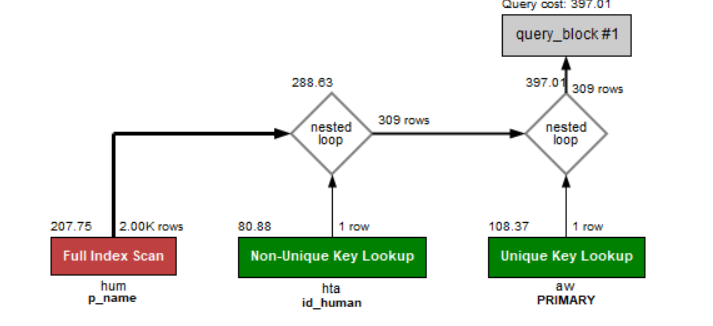 Query cost: 397.01
query_block #1
288.63
397.01
309 rows
nested
loop
309 rows
nested
loop
207.75
2.00K rows
80.88
1 row
108.37
1 row
Full Index Scan
Non-Unique Key Lookup
Unique Key Lookup
hum
p_name
hta
id_human
aw
PRIMARY